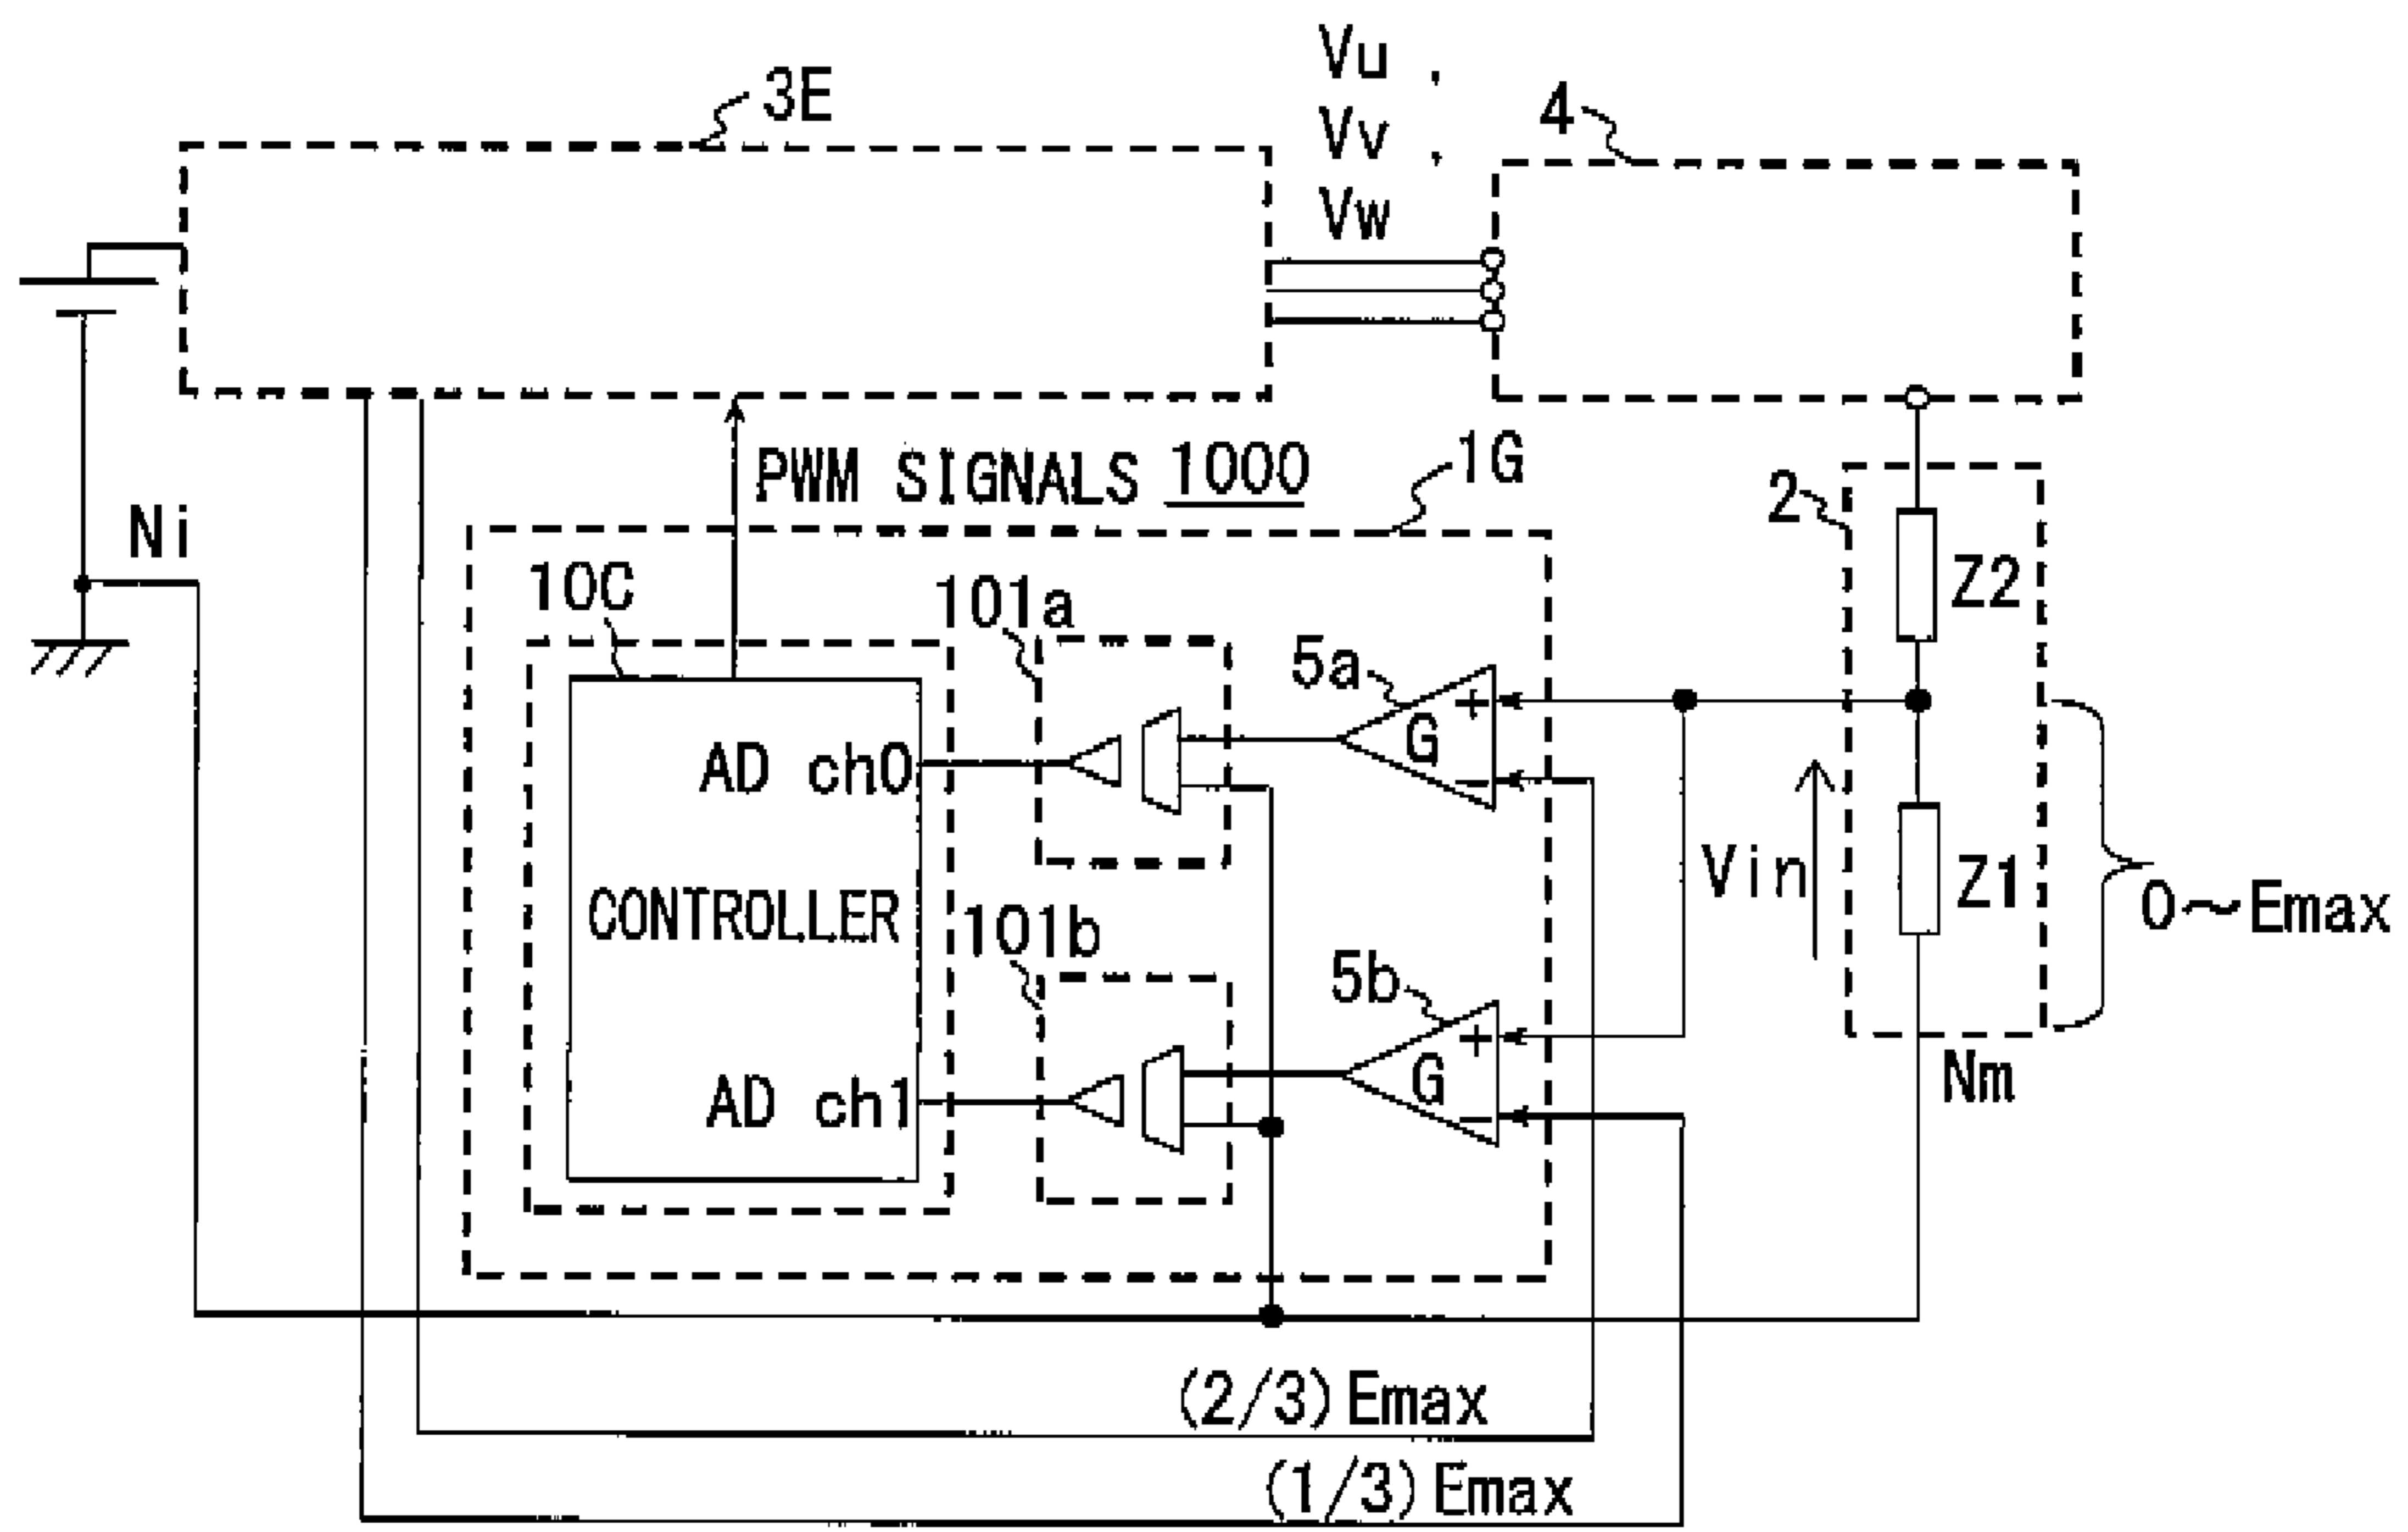 Vu ,
Vv ,
Vw
3E
4
PWM SIGNALS 1000
1G
2
Ni
10C
101a
5a
Z2
+
G
−
AD ch0
CONTROLLER
Vin
Z1
0~Emax
101b
5b
+
G
−
AD ch1
Nm
(2/3)Emax
(1/3)Emax